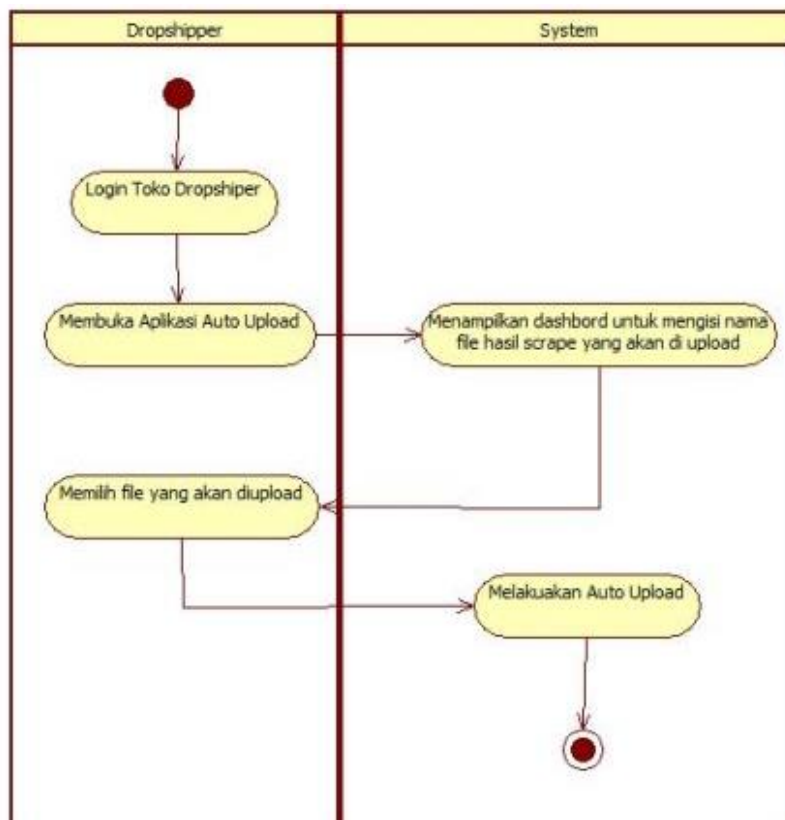 Dropshipper
System
Login Toko Dropshiper
Membuka Aplikasi Auto Upload
Menampilkan dashbord untuk mengisi nama
file hasil scrape yang akan di upload
Memilih file yang akan diupload
Melakuakan Auto Upload